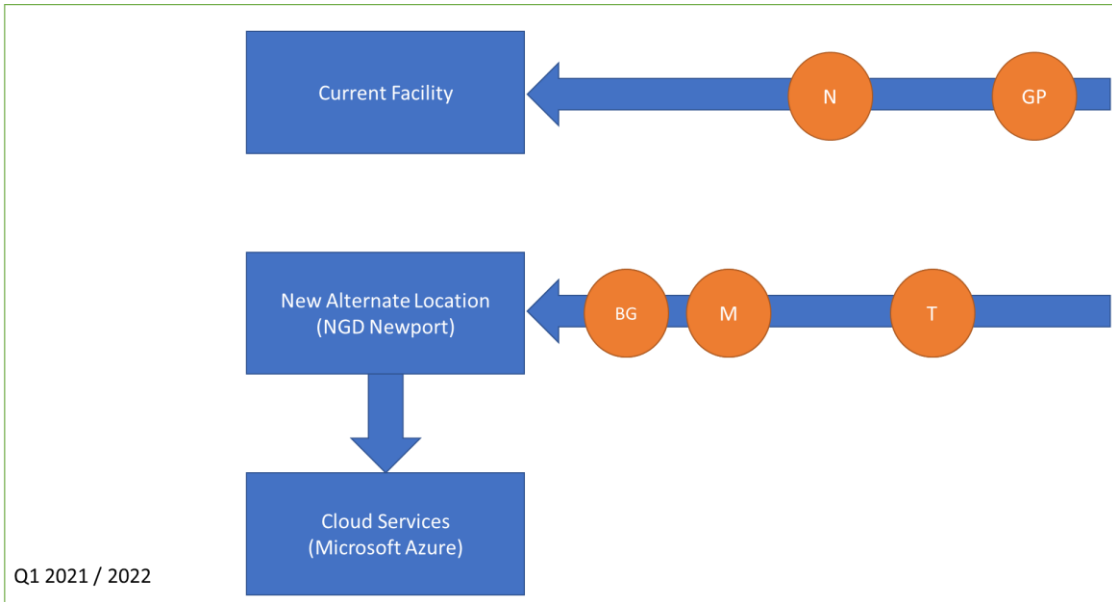 Current Facility
N
GP
New Alternate Location
(NGD Newport)
BG
M
T
Cloud Services
(Microsoft Azure)
Q1 2021 / 2022